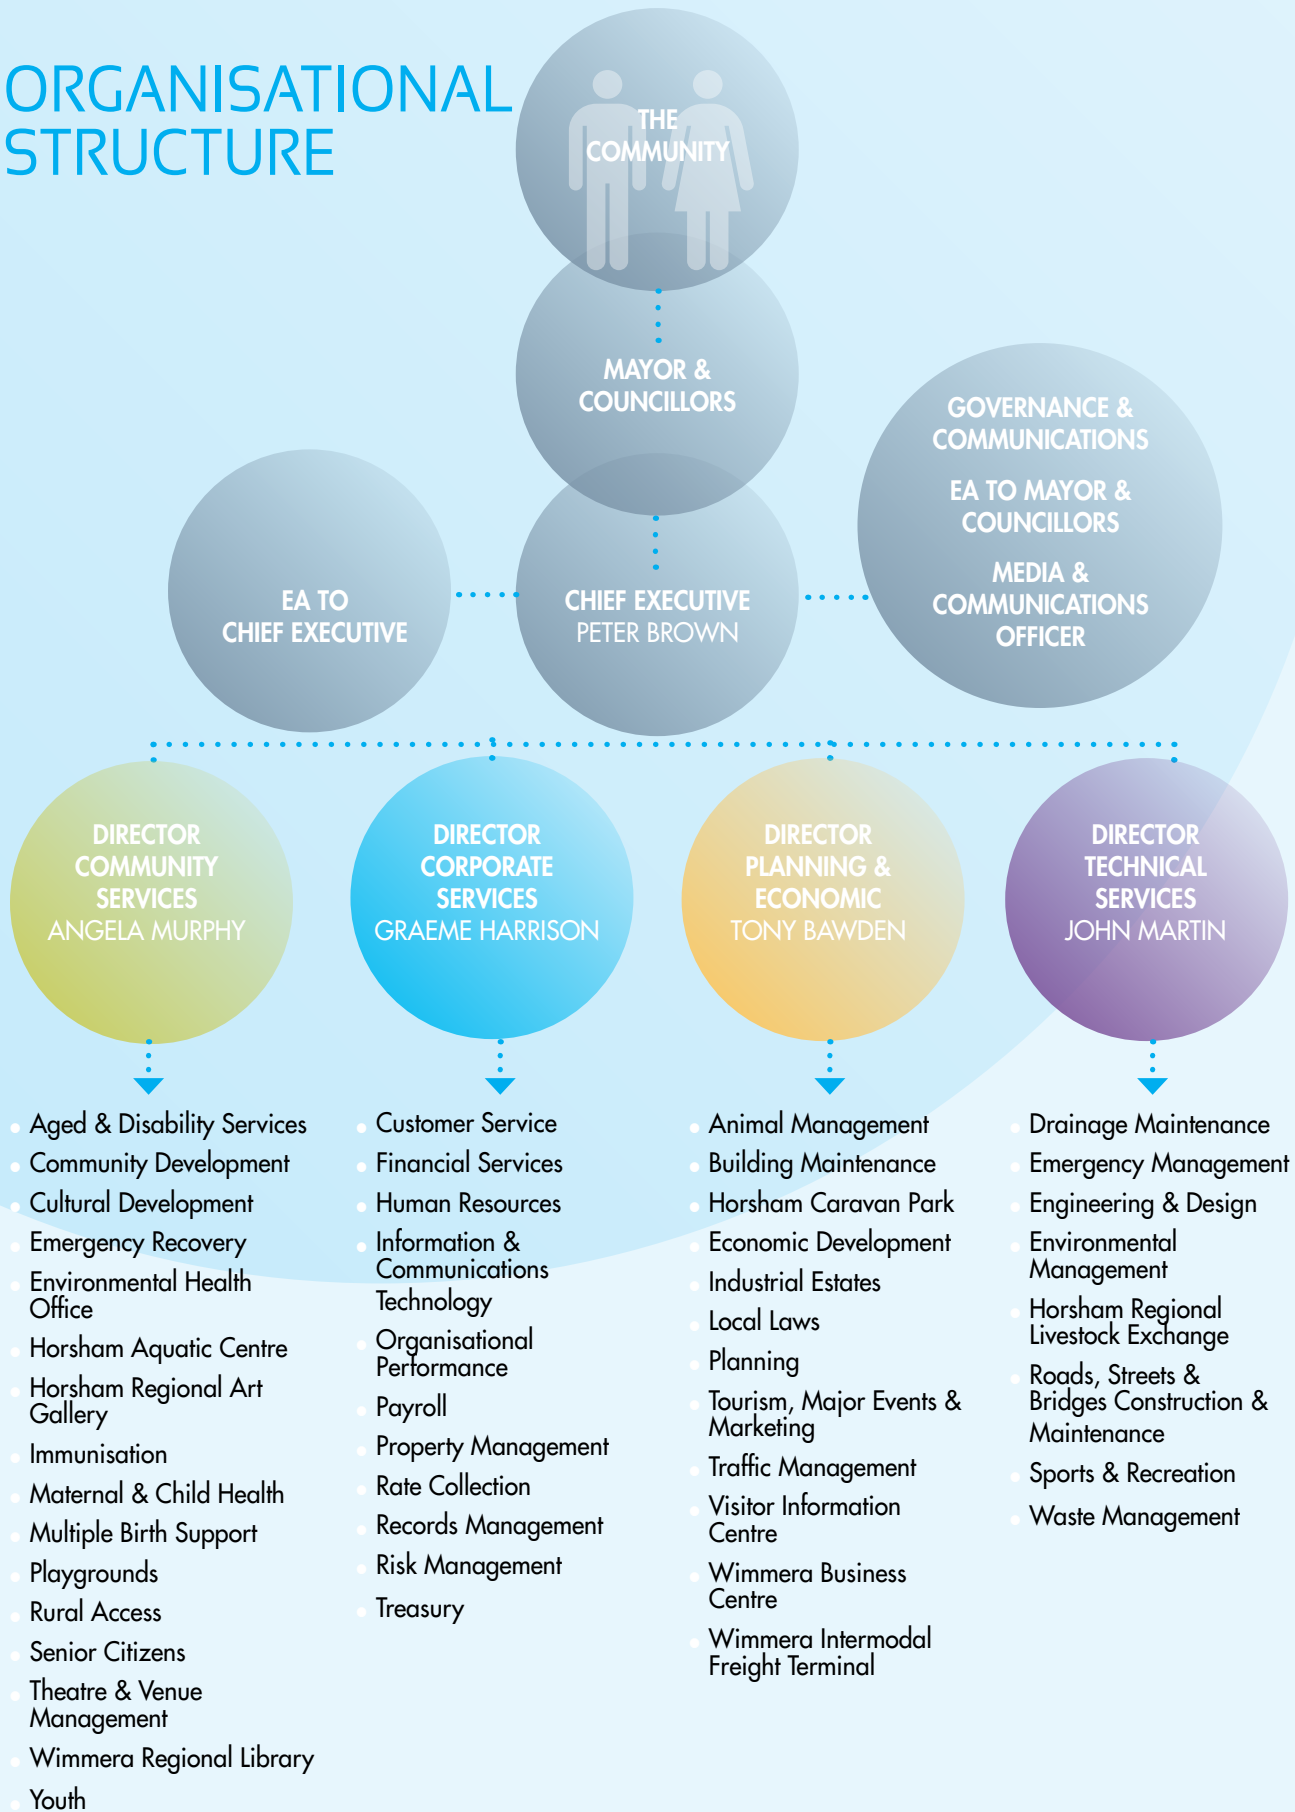 ORGANISATIONAL
STRUCTURE
THE
COMMUNITY
MAYOR &
COUNCILLORS
GOVERNANCE &
COMMUNICATIONS
EA TO MAYOR &
COUNCILLORS
MEDIA &
COMMUNICATIONS
OFFICER
EA TO
CHIEF EXECUTIVE
CHIEF EXECUTIVE
PETER BROWN
DIRECTOR
COMMUNITY
SERVICES
ANGELA MURPHY
DIRECTOR
CORPORATE
SERVICES
GRAEME HARRISON
DIRECTOR
PLANNING &
ECONOMIC
TONY BAWDEN
DIRECTOR
TECHNICAL
SERVICES
JOHN MARTIN
Aged & Disability Services
Community Development
Cultural Development
Emergency Recovery
Environmental Health
Office
Horsham Aquatic Centre
Horsham Regional Art
Gallery
Immunisation
Maternal & Child Health
Multiple Birth Support
Playgrounds
Rural Access
Senior Citizens
Theatre & Venue
Management
Wimmera Regional Library
Youth
Customer Service
Financial Services
Human Resources
Information &
Communications
Technology
Organisational
Performance
Payroll
Property Management
Rate Collection
Records Management
Risk Management
Treasury
Animal Management
Building Maintenance
Horsham Caravan Park
Economic Development
Industrial Estates
Local Laws
Planning
Tourism, Major Events &
Marketing
Traffic Management
Visitor Information
Centre
Wimmera Business
Centre
Wimmera Intermodal
Freight Terminal
Drainage Maintenance
Emergency Management
Engineering & Design
Environmental
Management
Horsham Regional
Livestock Exchange
Roads, Streets &
Bridges Construction &
Maintenance
Sports & Recreation
Waste Management